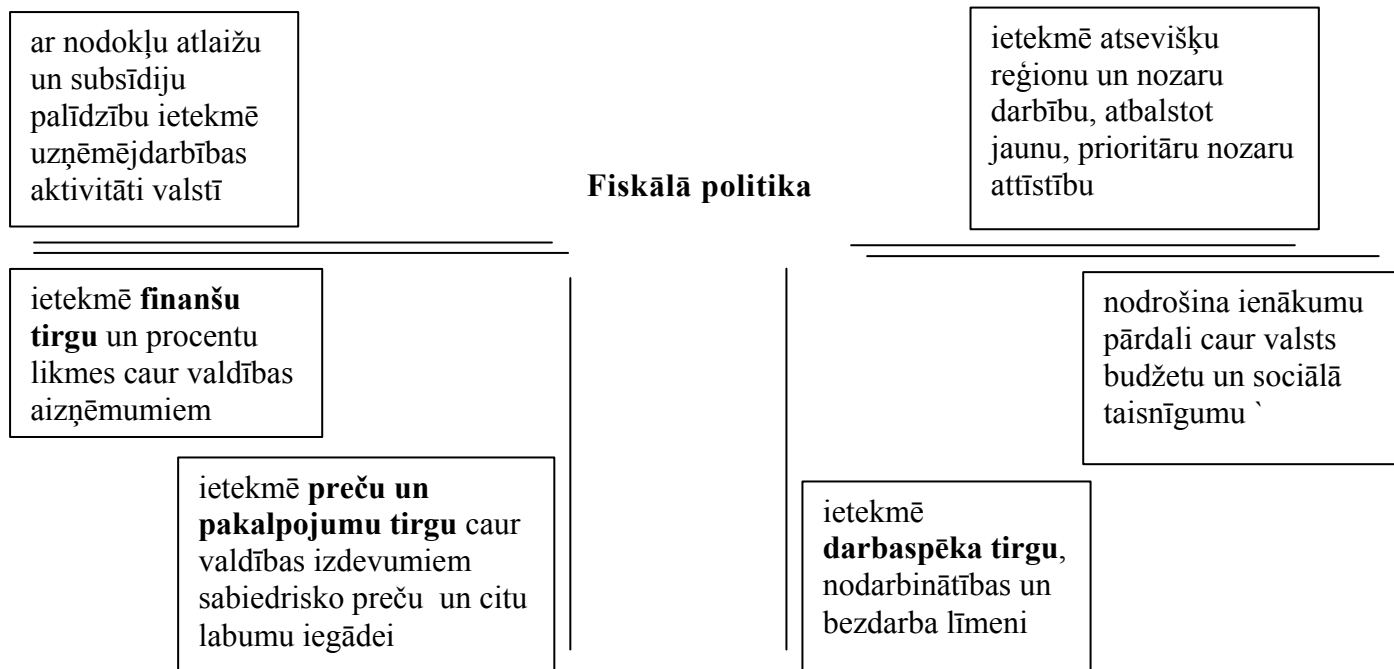 ar nodokļu atlaižu
un subsīdiju
palīdzību ietekmē
uzņēmējdarbības
aktivitāti valstī
ietekmē atsevišķu
reģionu un nozaru
darbību, atbalstot
jaunu, prioritāru nozaru
attīstību
Fiskālā politika
ietekmē finanšu
tirgu un procentu
likmes caur valdības
aizņēmumiem
nodrošina ienākumu
pārdali caur valsts
budžetu un sociālā
taisnīgumu `
ietekmē preču un
pakalpojumu tirgu caur
valdības izdevumiem
sabiedrisko preču un citu
labumu iegādei
ietekmē
darbaspēka tirgu,
nodarbinātības un
bezdarba līmeni